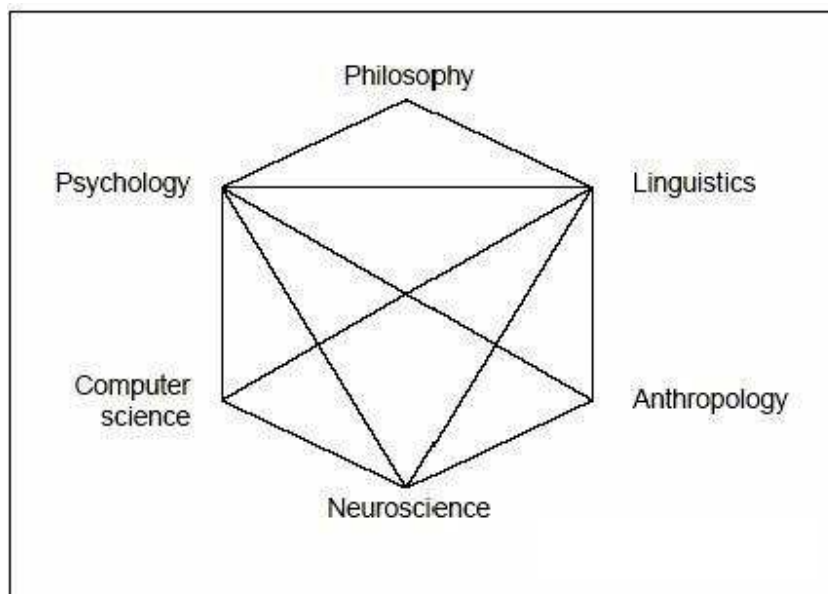 Philosophy
Psychology
Linguistics
Computer
science
Anthropology
Neuroscience